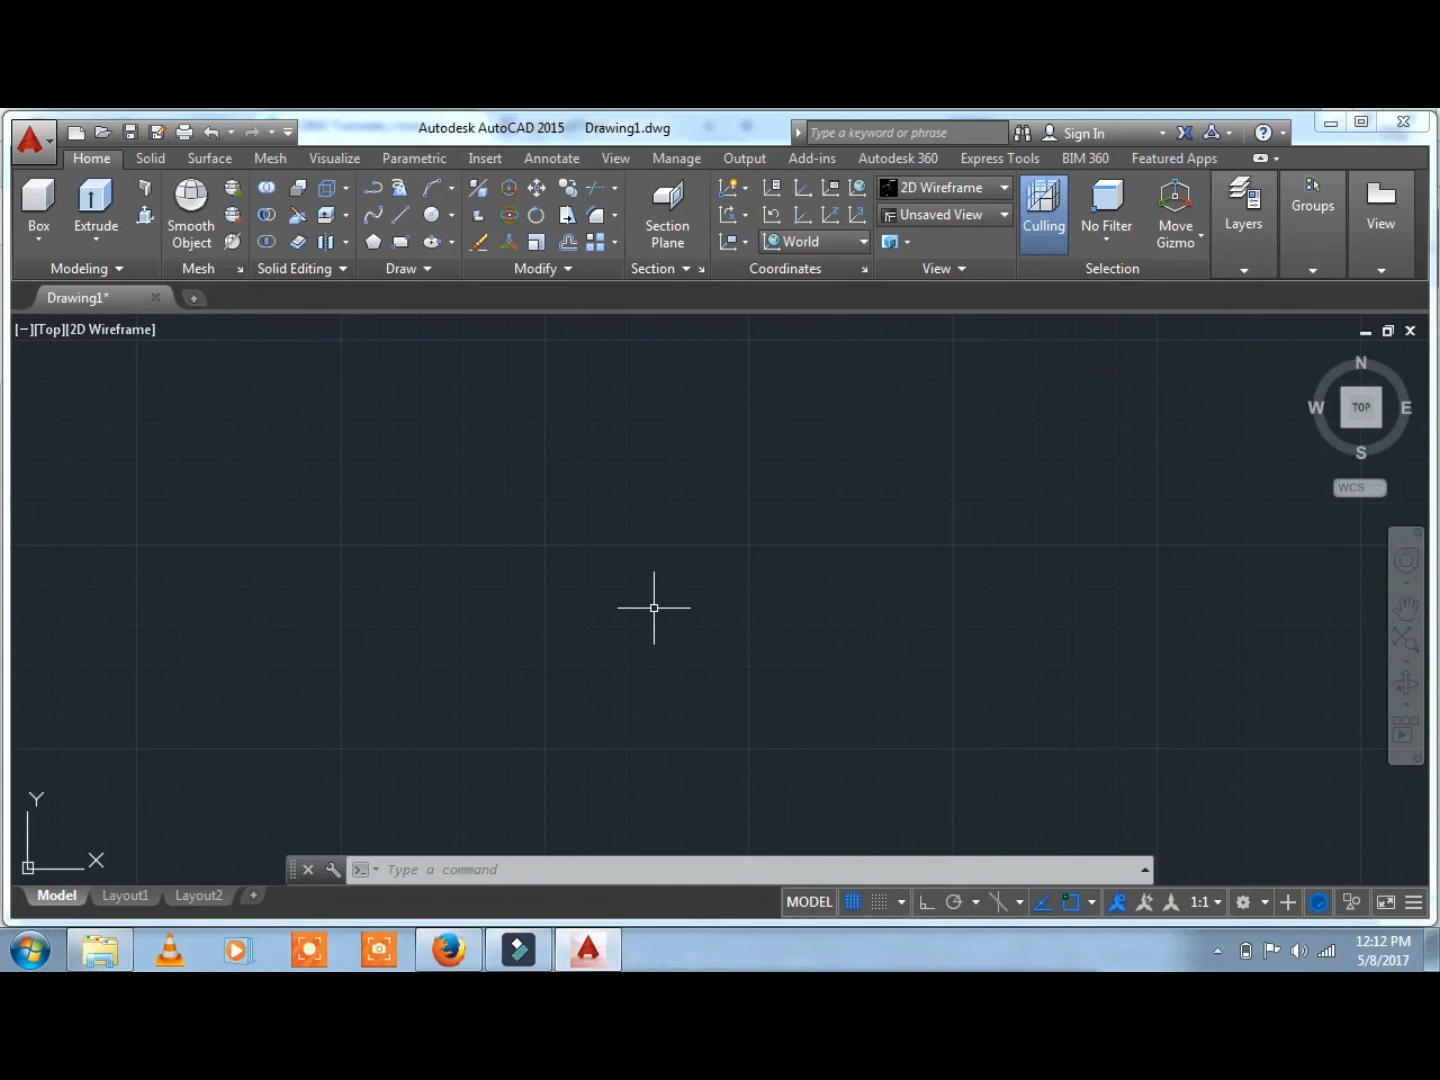 Autodesk AutoCAD 2015 Drawing1.dwg
Type a keyword or phrase
Sign In
Home Solid Surface Mesh Visualize Parametric Insert Annotate View Manage Output Add-ins Autodesk 360 Express Tools BIM 360 Featured Apps
Box
Extrude
Smooth
Object
Section
Plane
World
2D Wireframe
Unsaved View
Culling
No Filter
Move
Gizmo
Layers
Groups
View
Modeling Mesh Solid Editing Draw Modify Section Coordinates View Selection
Drawing1*
[−][Top][2D Wireframe]
N
W TOP E
S
WCS
Y
X
Type a command
Model Layout1 Layout2
MODEL 1:1
12:12 PM
5/8/2017